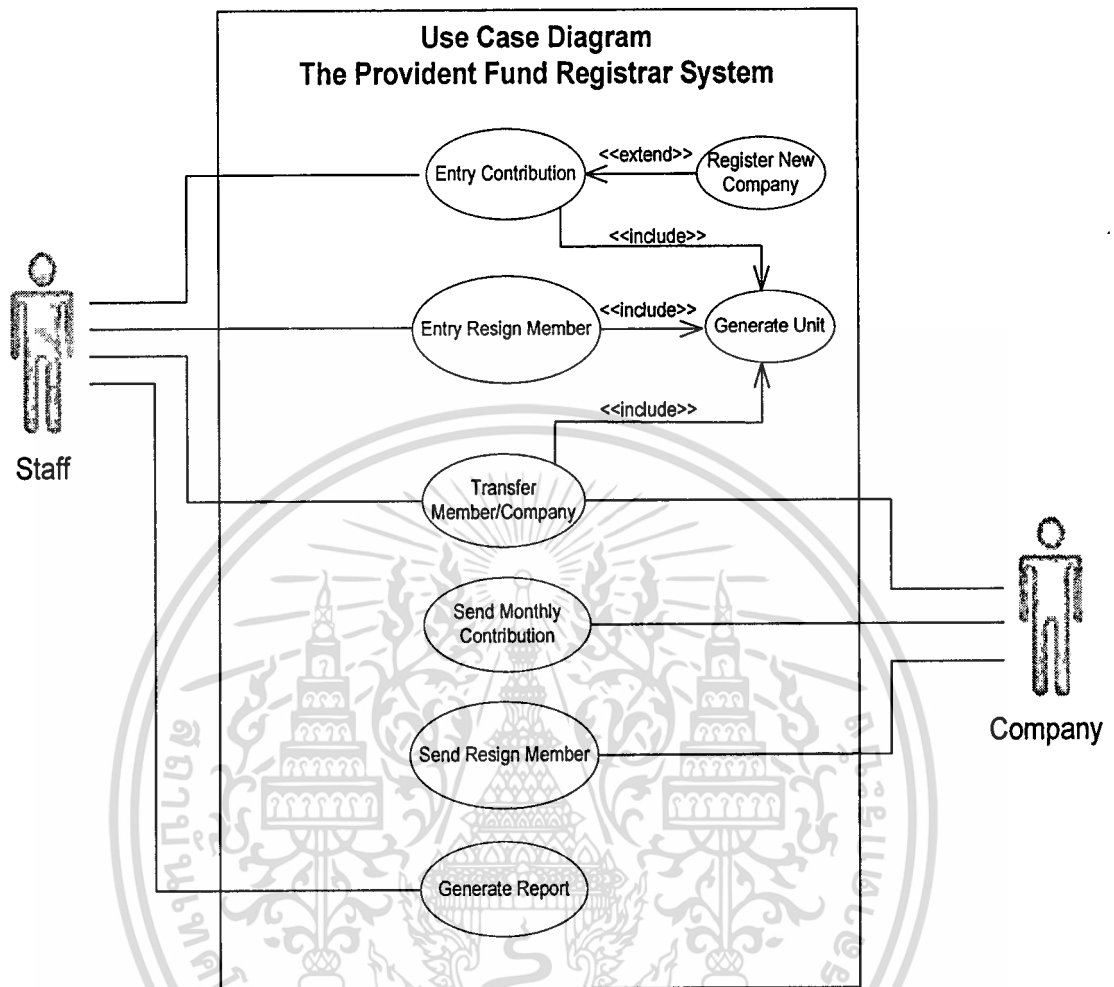 Use Case Diagram
The Provident Fund Registrar System
Entry Contribution
<<extend>>
Register New
Company
<<include>>
Entry Resign Member
<<include>>
Generate Unit
<<include>>
Staff
Transfer
Member/Company
Send Monthly
Contribution
Company
Send Resign Member
Generate Report